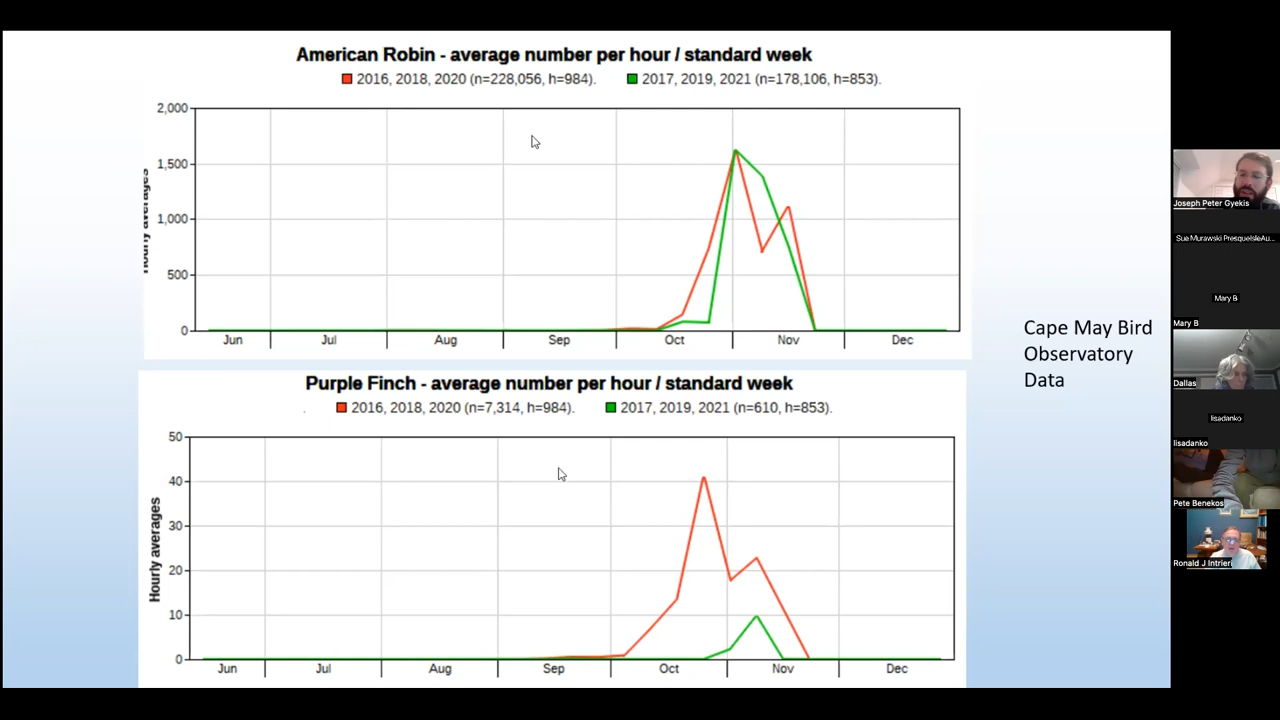 American Robin - average number per hour / standard week
2016, 2018, 2020 (n=228,056, h=984). 2017, 2019, 2021 (n=178,106, h=853).
2,000
1,500
1,000
500
0
Hourly averages
Jun Jul Aug Sep Oct Nov Dec
Purple Finch - average number per hour / standard week
2016, 2018, 2020 (n=7,314, h=984). 2017, 2019, 2021 (n=610, h=853).
50
40
30
20
10
0
Hourly averages
Jun Jul Aug Sep Oct Nov Dec
Cape May Bird
Observatory
Data
Joseph Peter Gyekis
Sue Murawski PresqueIsleAu...
Mary B
Mary B
Dallas
lisadanko
lisadanko
Pete Benekos
Ronald J Intrieri